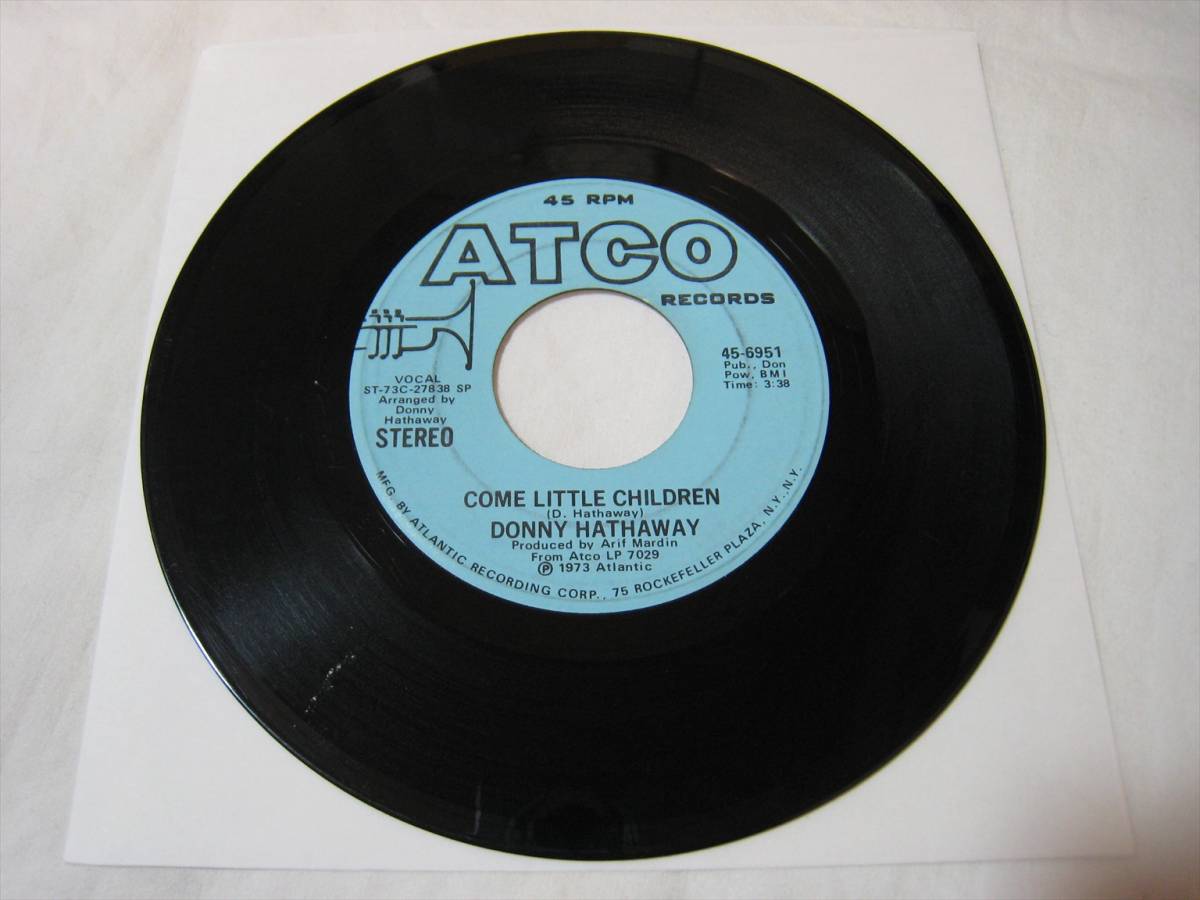 45 RPM
ATCO
RECORDS
VOCAL
ST-73C-27838 SP
Arranged by
Donny
Hathaway
STEREO
45-6951
Pub., Don
Pow, BMI
Time: 3:38
COME LITTLE CHILDREN
(D. Hathaway)
DONNY HATHAWAY
Produced by Arif Mardin
From Atco LP 7029
℗ 1973 Atlantic
MFG. BY ATLANTIC RECORDING CORP., 75 ROCKEFELLER PLAZA, N.Y., N.Y.